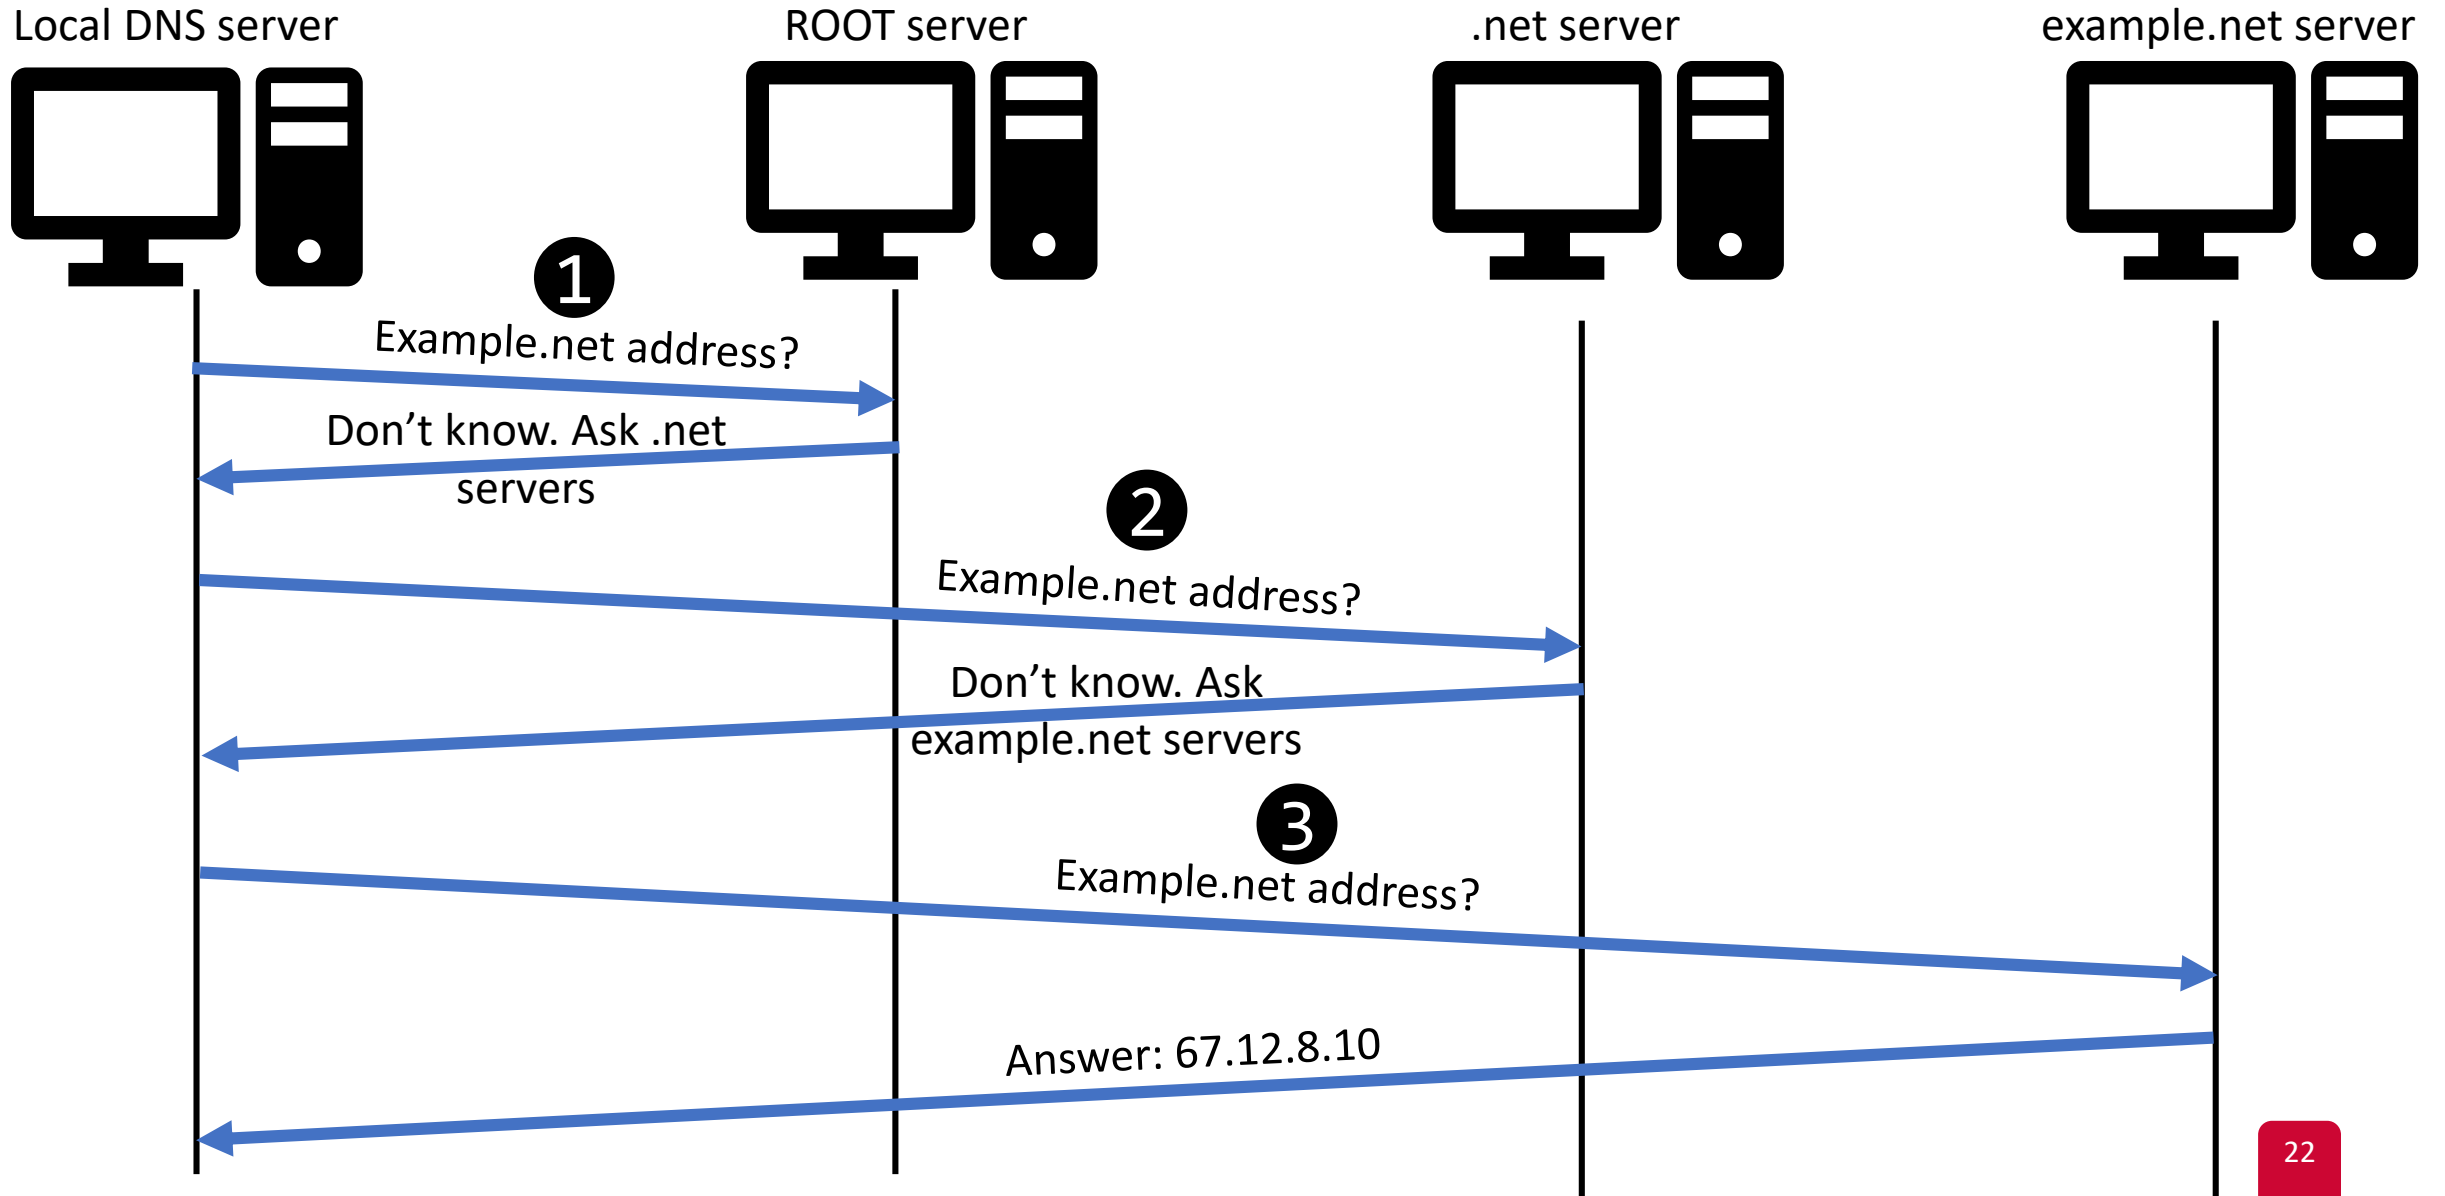 Local DNS server
ROOT server
.net server
example.net server
1
Example.net address?
Don’t know. Ask .net
servers
2
Example.net address?
Don’t know. Ask
example.net servers
3
Example.net address?
Answer: 67.12.8.10
22